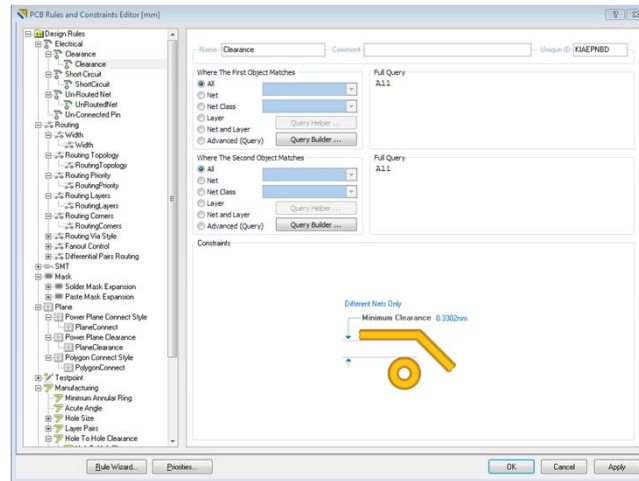 PCB Rules and Constraints Editor [mm]
Design Rules
Electrical
Clearance
Clearance
Short-Circuit
ShortCircuit
Un-Routed Net
UnRoutedNet
Un-Connected Pin
Routing
Width
Width
Routing Topology
RoutingTopology
Routing Priority
RoutingPriority
Routing Layers
RoutingLayers
Routing Corners
RoutingCorners
Routing Via Style
Fanout Control
Differential Pairs Routing
SMT
Mask
Solder Mask Expansion
Paste Mask Expansion
Plane
Power Plane Connect Style
PlaneConnect
Power Plane Clearance
PlaneClearance
Polygon Connect Style
PolygonConnect
Testpoint
Manufacturing
Minimum Annular Ring
Acute Angle
Hole Size
Layer Pairs
Hole To Hole Clearance
Name Clearance Comment Unique ID KIAEPNBD
Where The First Object Matches Full Query
All All
Net
Net Class
Layer Query Helper ...
Net and Layer
Advanced (Query) Query Builder ...
Where The Second Object Matches Full Query
All All
Net
Net Class
Layer Query Helper ...
Net and Layer
Advanced (Query) Query Builder ...
Constraints
Different Nets Only
Minimum Clearance 0.3302mm
Rule Wizard... Priorities... OK Cancel Apply